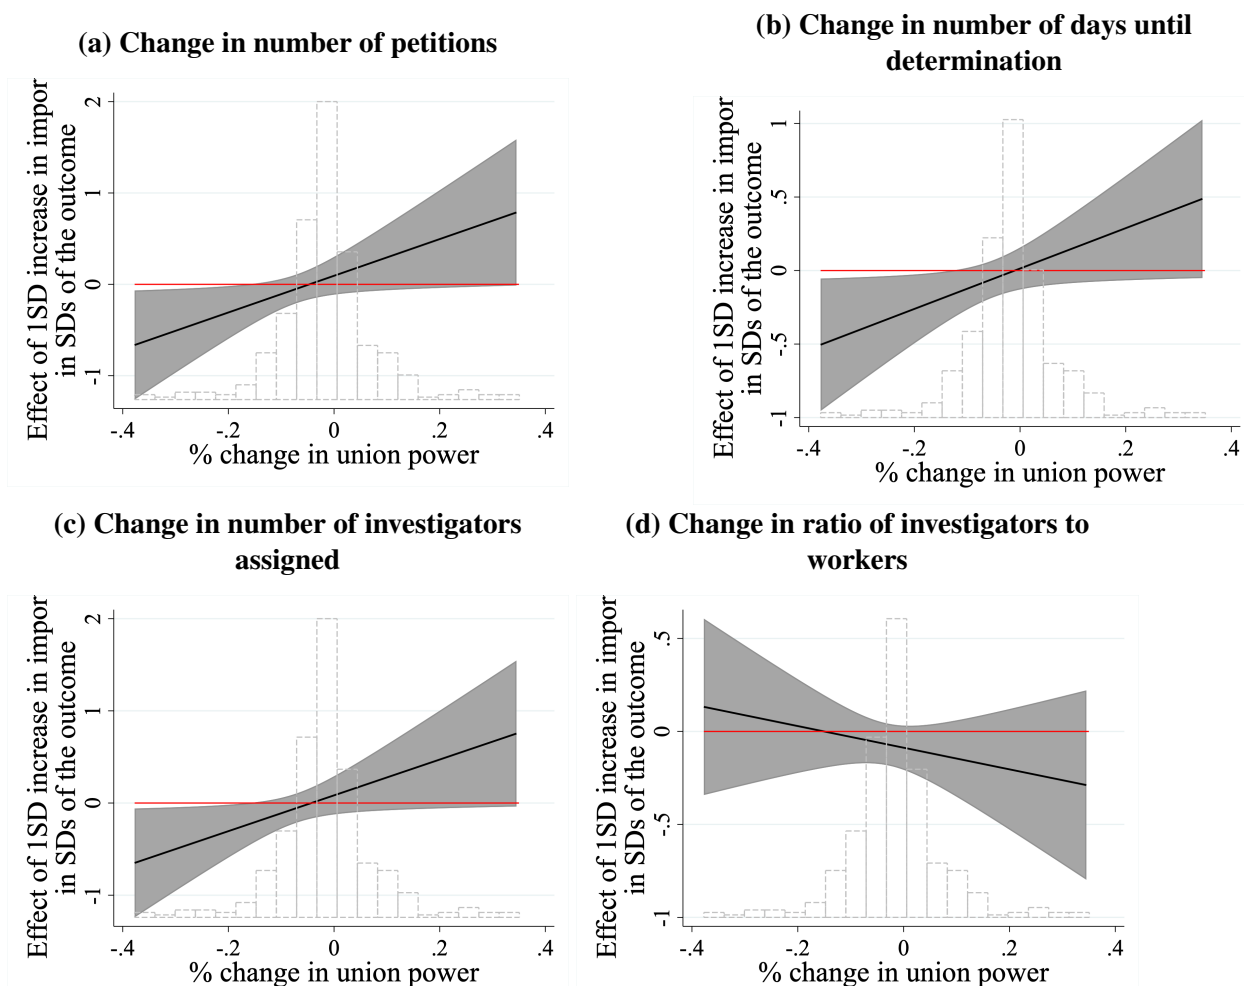 (a) Change in number of petitions
Effect of 1SD increase in impor
in SDs of the outcome
2
1
0
-1
-.4 -.2 0 .2 .4
% change in union power
(b) Change in number of days until
determination
Effect of 1SD increase in impor
in SDs of the outcome
1
.5
0
-.5
-1
-.4 -.2 0 .2 .4
% change in union power
(c) Change in number of investigators
assigned
Effect of 1SD increase in impor
in SDs of the outcome
2
1
0
-1
-.4 -.2 0 .2 .4
% change in union power
(d) Change in ratio of investigators to
workers
Effect of 1SD increase in impor
in SDs of the outcome
.5
0
-.5
-1
-.4 -.2 0 .2 .4
% change in union power